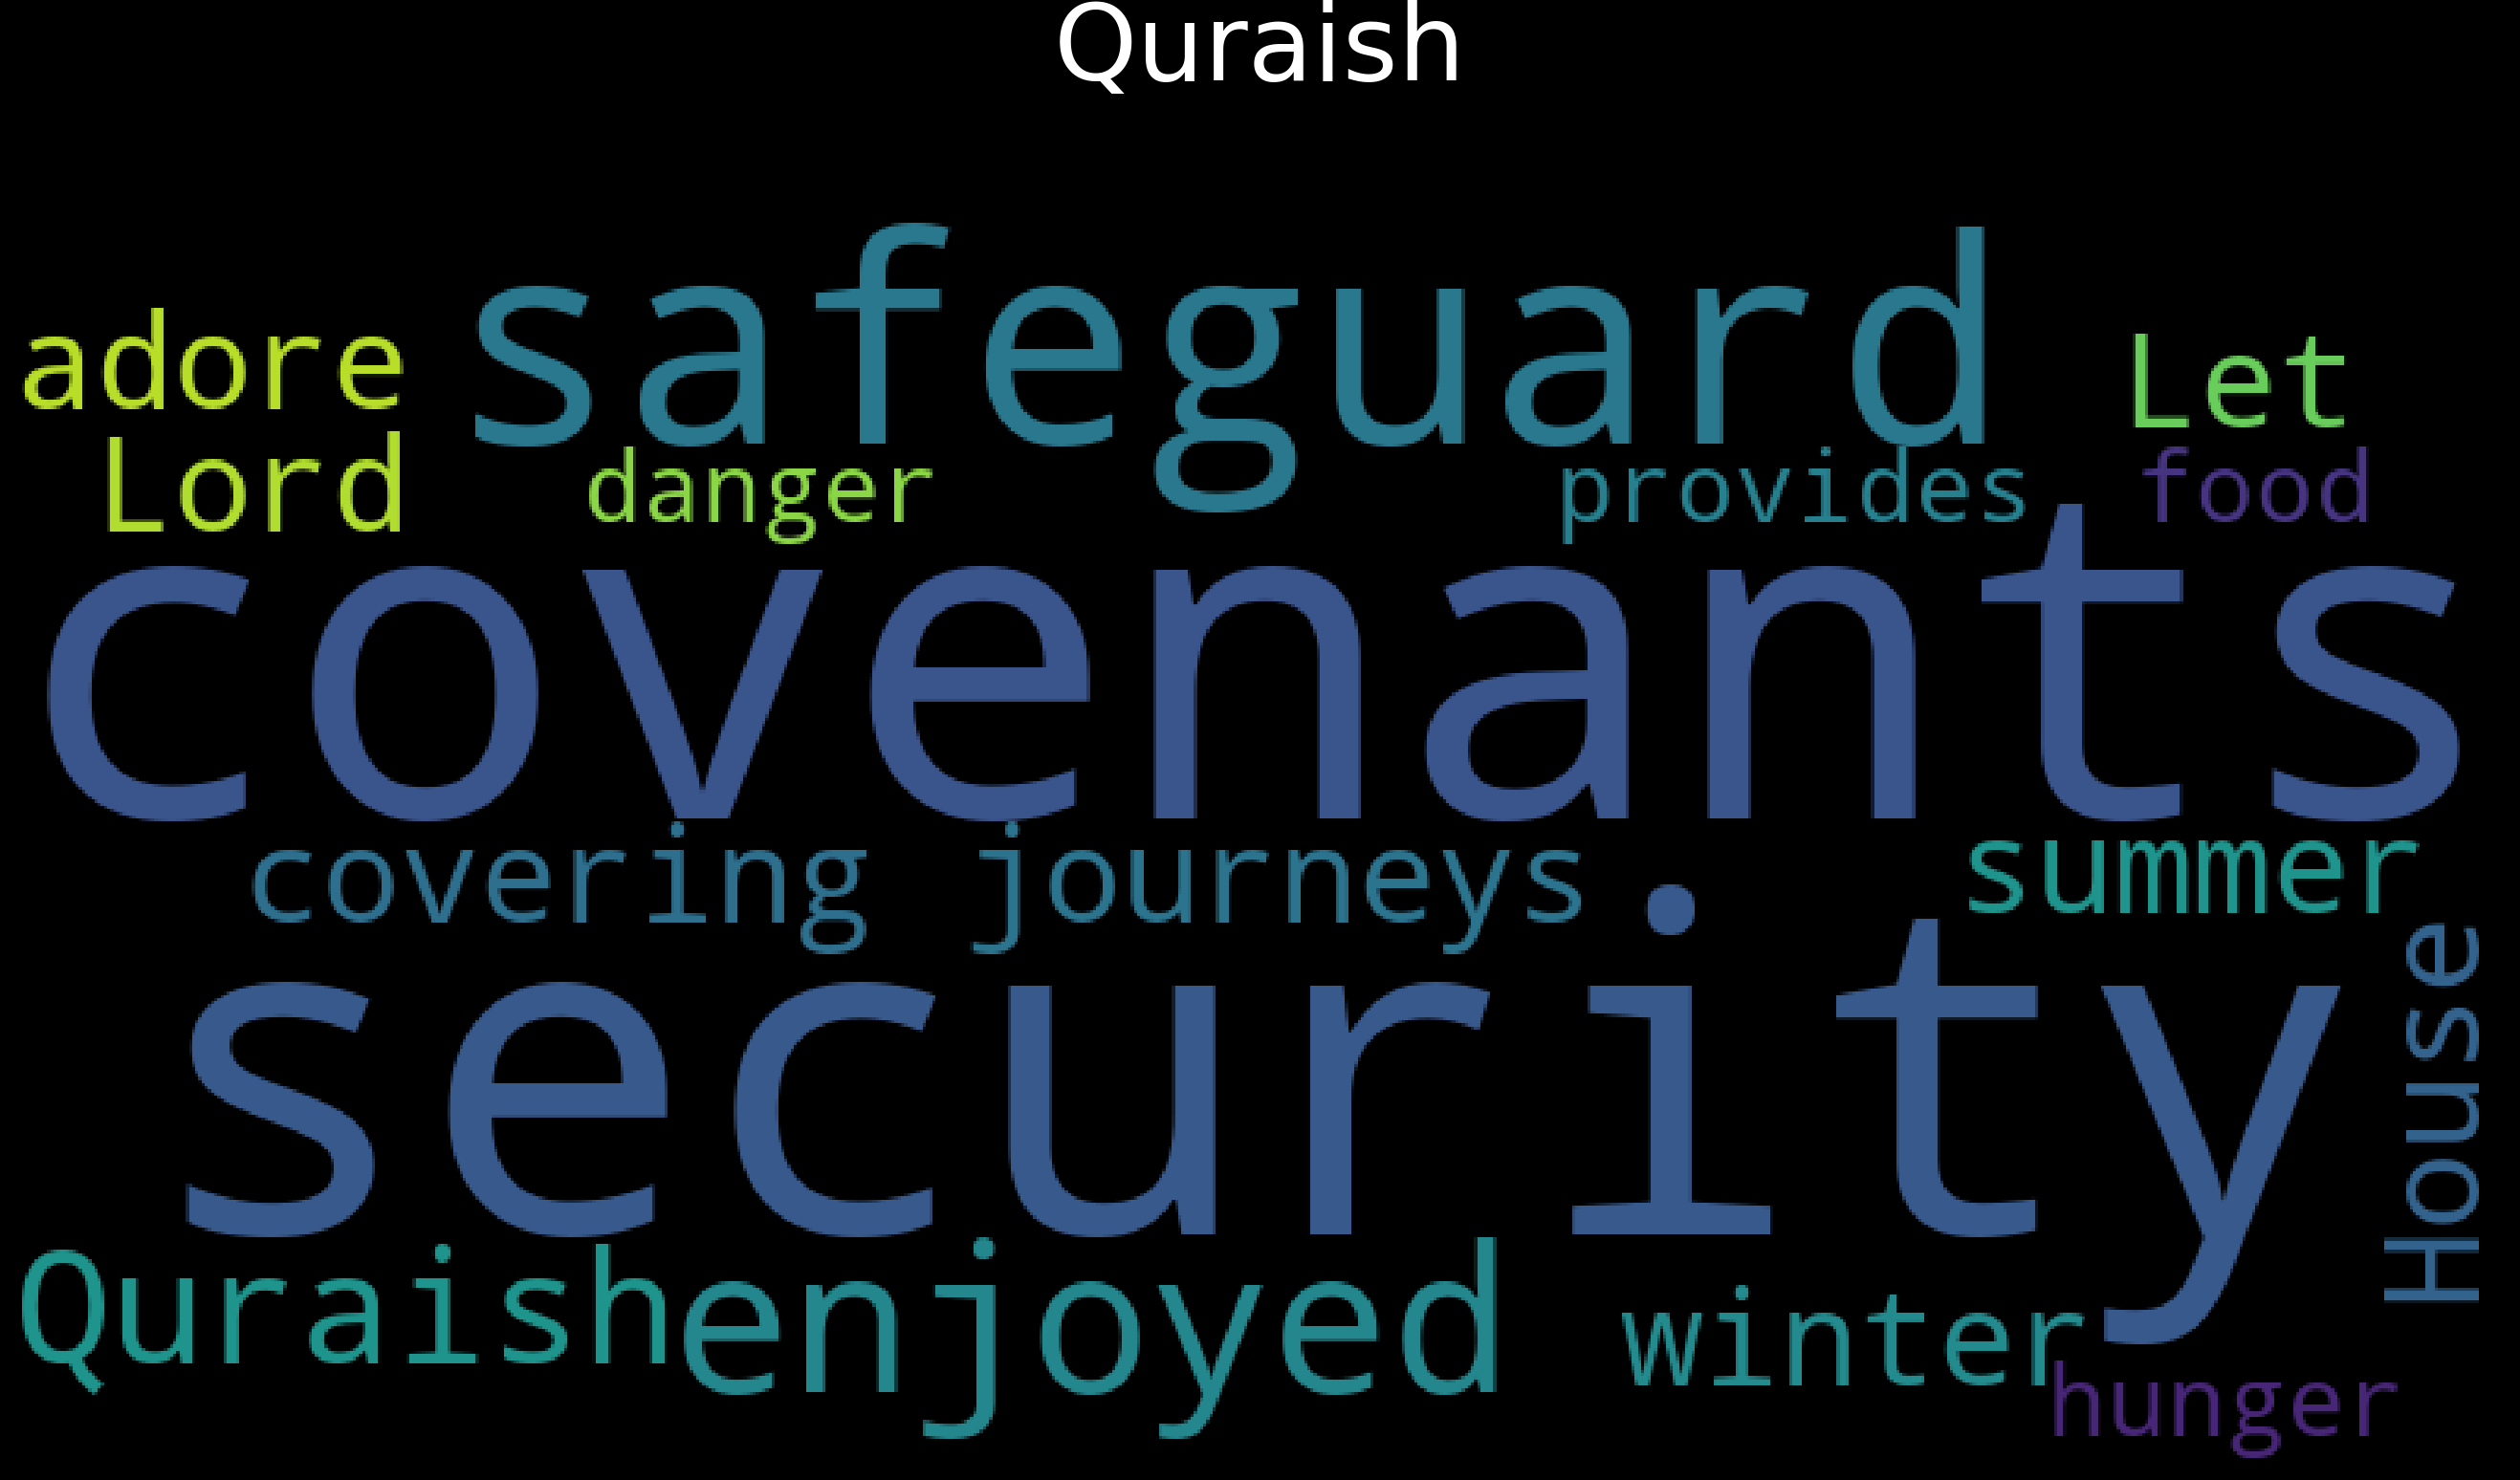 Quraish
safeguard
adore
Let
Lord
danger
provides
food
covenants
covering journeys
summer
security
House
Quraish
enjoyed
winter
hunger